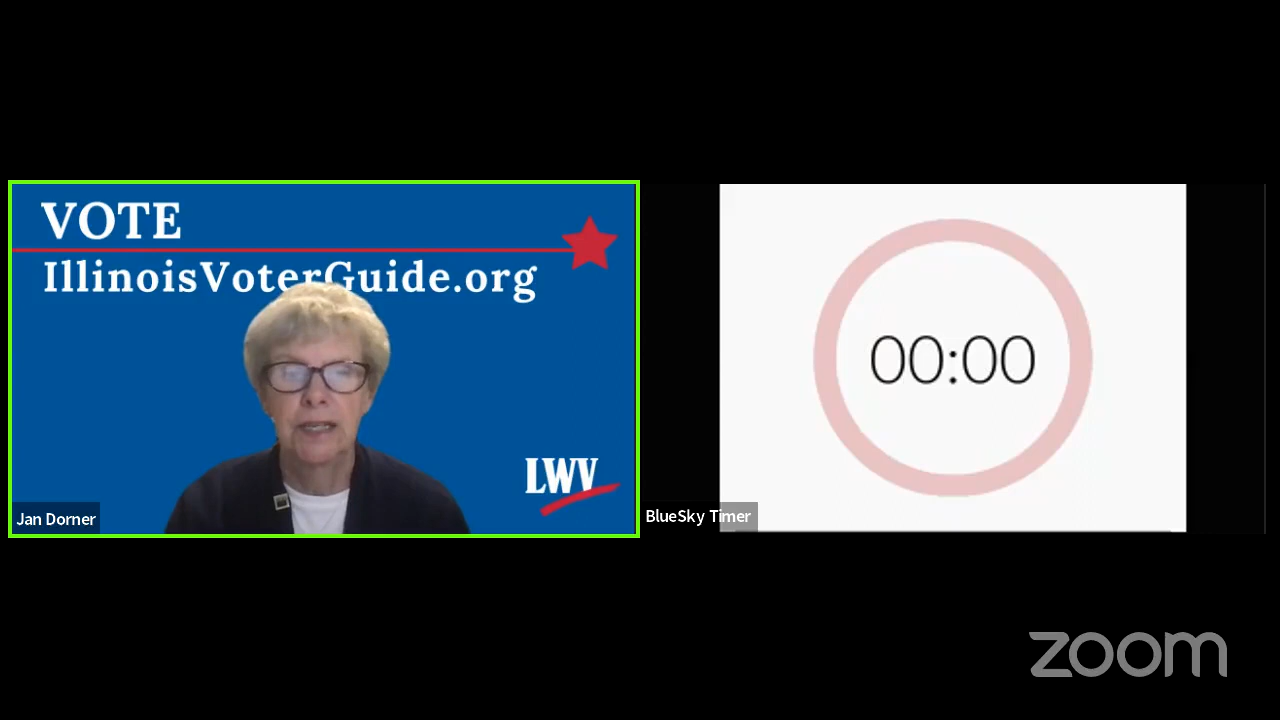 VOTE
IllinoisVoterGuide.org
LWV
Jan Dorner
00:00
BlueSky Timer
zoom